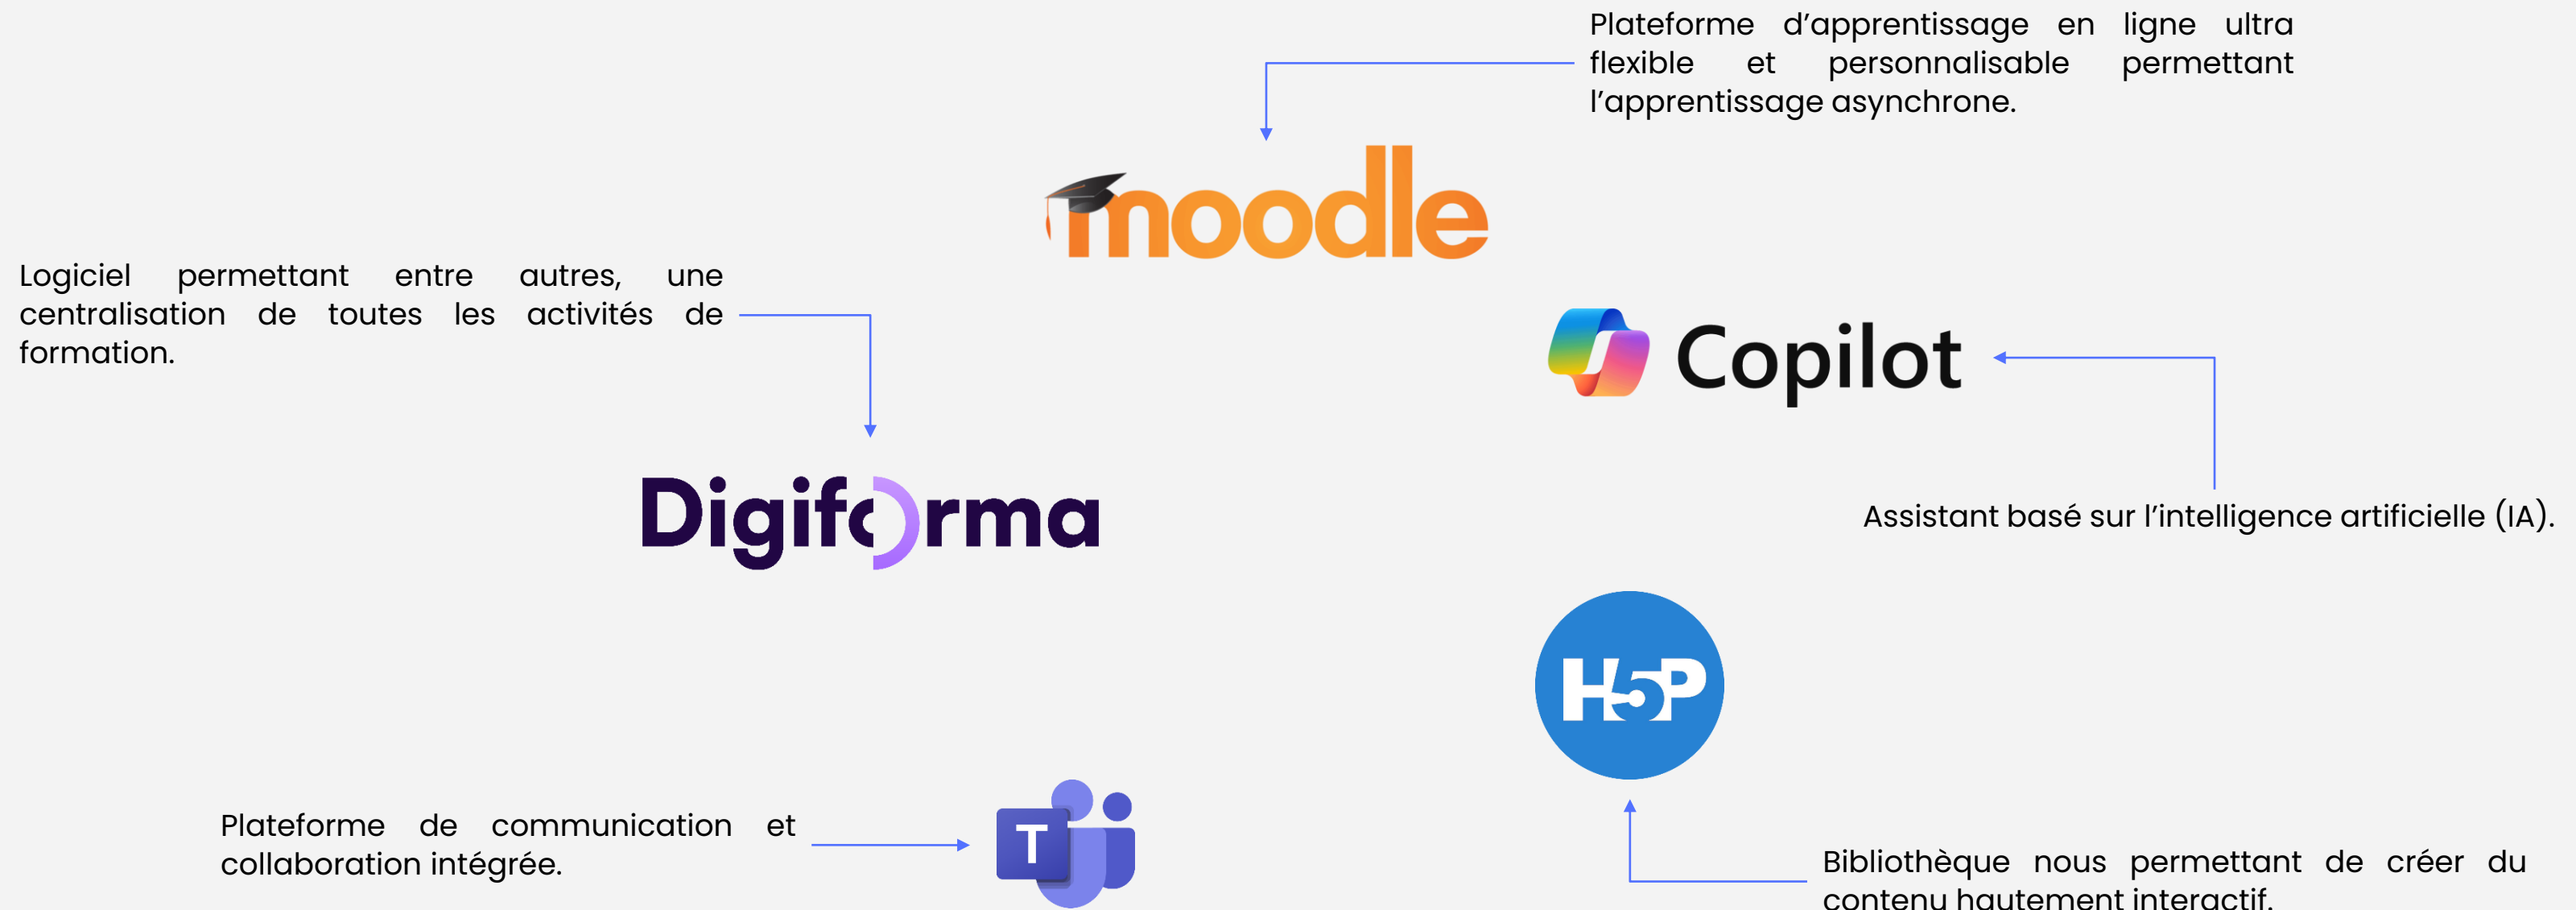 Plateforme d’apprentissage en ligne ultra
flexible et personnalisable permettant
l’apprentissage asynchrone.
moodle
Logiciel permettant entre autres, une
centralisation de toutes les activités de
formation.
Copilot
Digiforma
Assistant basé sur l’intelligence artificielle (IA).
H5P
Plateforme de communication et
collaboration intégrée.
T
Bibliothèque nous permettant de créer du
contenu hautement interactif.